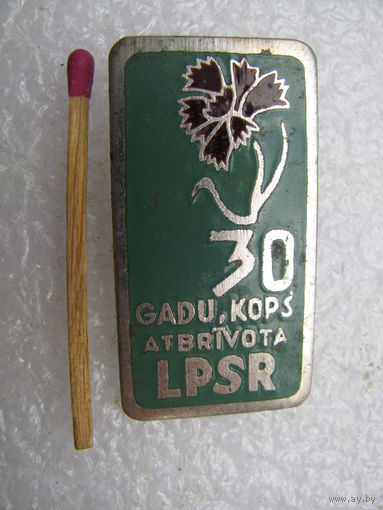 30
GADU, KOPŠ
ATBRĪVOTA
LPSR
www.ay.by